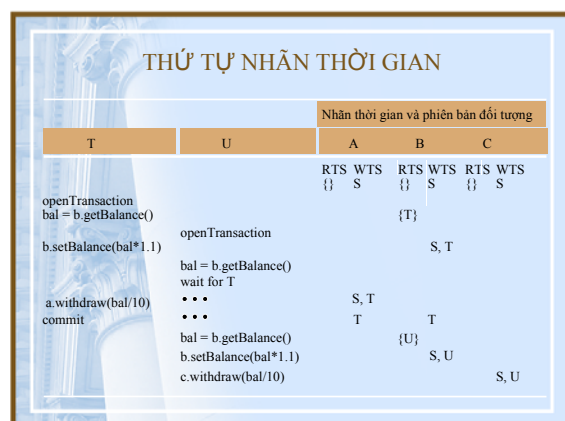 THỨ TỰ NHÃN THỜI GIAN
Nhãn thời gian và phiên bản đối tượng
T U A B C
RTS WTS RTS WTS RTS WTS
{} S {} S {} S
openTransaction
bal = b.getBalance() {T}
openTransaction
b.setBalance(bal*1.1) S, T
bal = b.getBalance()
wait for T
a.withdraw(bal/10) • • • S, T
commit • • • T T
bal = b.getBalance() {U}
b.setBalance(bal*1.1) S, U
c.withdraw(bal/10) S, U